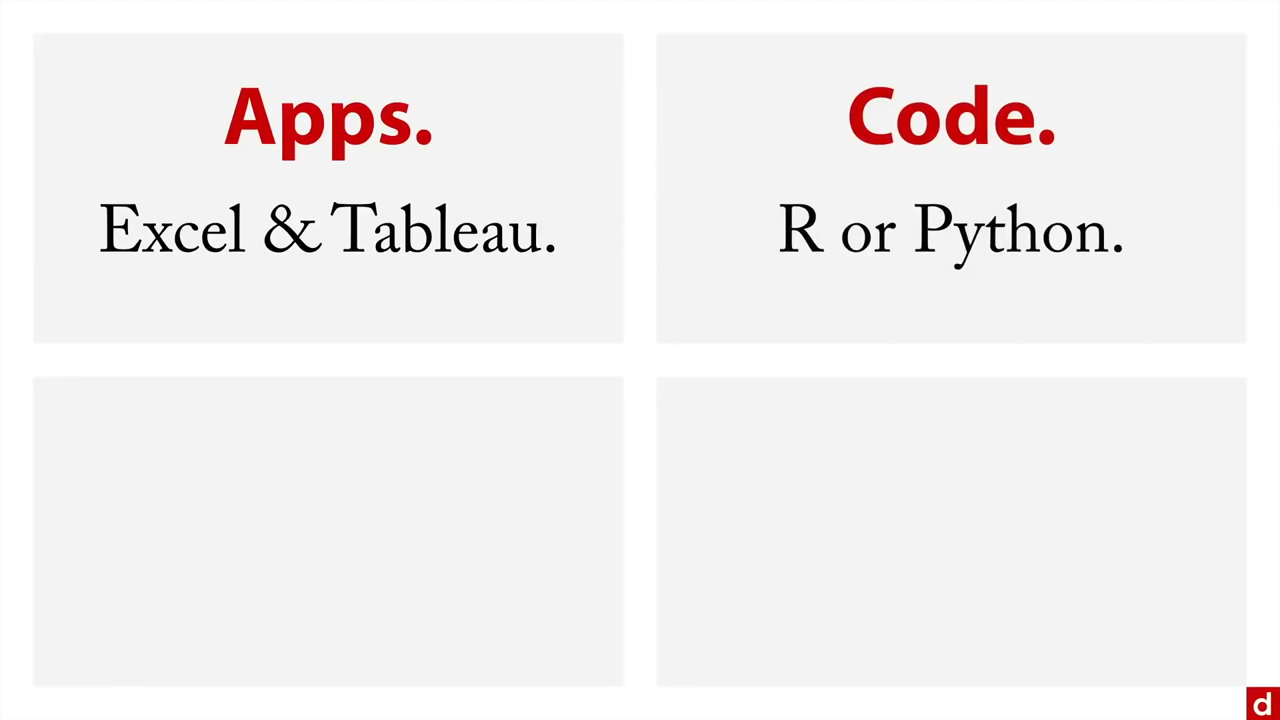 Apps.
Excel & Tableau.
Code.
R or Python.
d